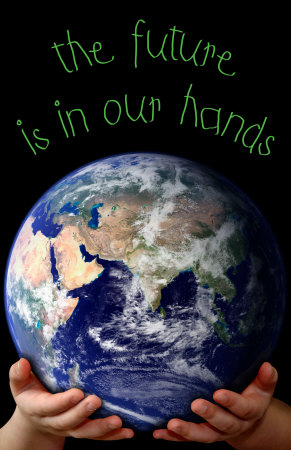 the future
is in our hands